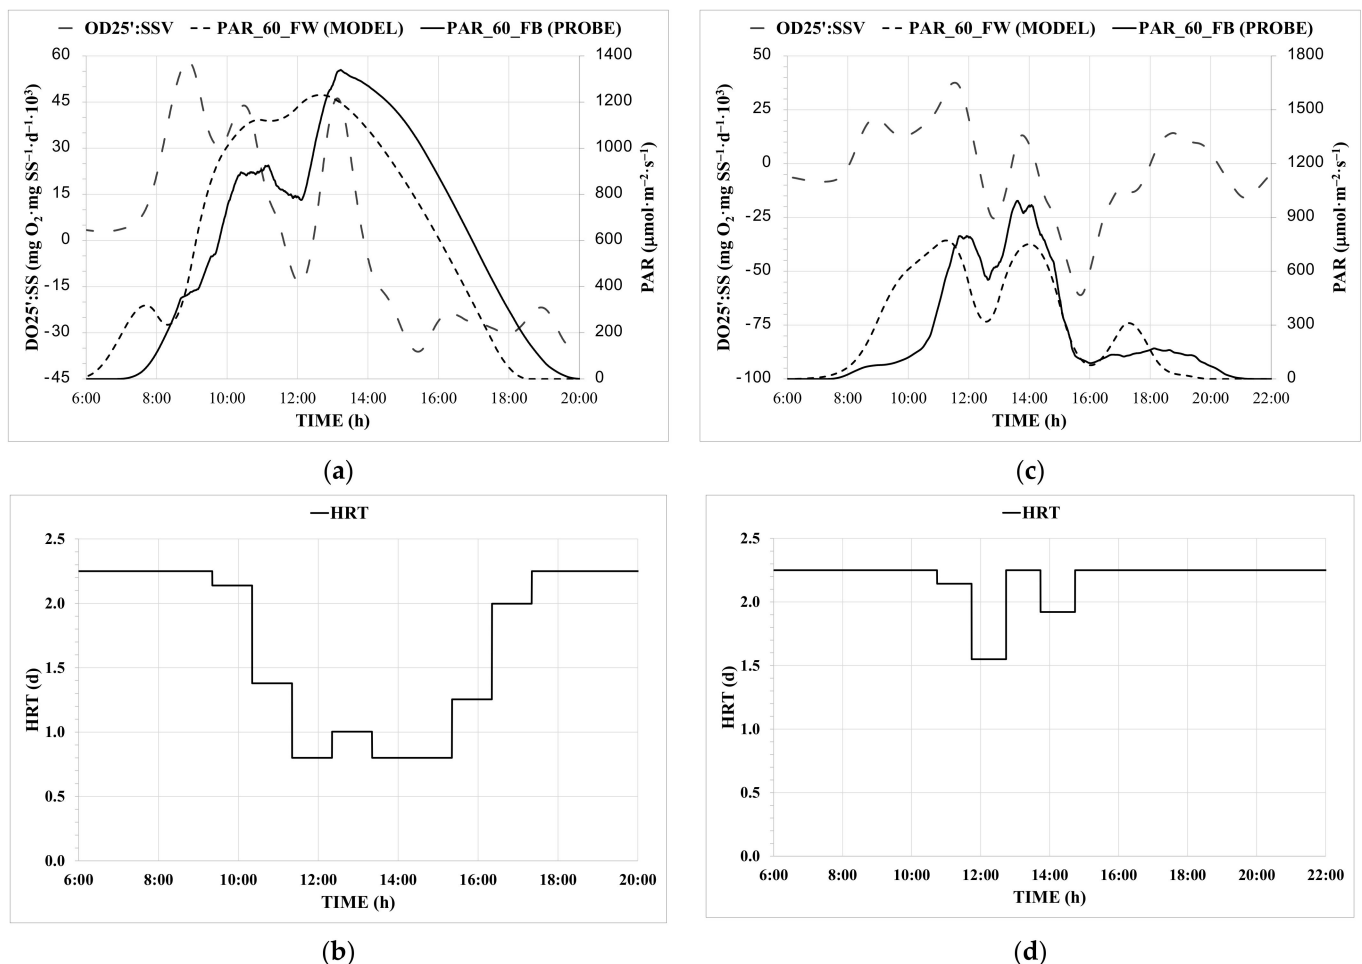 OD25':SSV PAR_60_FW (MODEL) PAR_60_FB (PROBE)
60 45 30 15 0 -15 -30 -45
DO25':SS (mg O2·mg SS−1·d−1·10³)
1400 1200 1000 800 600 400 200 0
PAR (µmol·m−2·s−1)
6:00 8:00 10:00 12:00 14:00 16:00 18:00 20:00
TIME (h)
(a)
OD25':SSV PAR_60_FW (MODEL) PAR_60_FB (PROBE)
50 25 0 -25 -50 -75 -100
DO25':SS (mg O2·mg SS−1·d−1·10³)
1800 1500 1200 900 600 300 0
PAR (µmol·m−2·s−1)
6:00 8:00 10:00 12:00 14:00 16:00 18:00 20:00 22:00
TIME (h)
(c)
HRT
2.5 2.0 1.5 1.0 0.5 0.0
HRT (d)
6:00 8:00 10:00 12:00 14:00 16:00 18:00 20:00
TIME (h)
(b)
HRT
2.5 2.0 1.5 1.0 0.5 0.0
HRT (d)
6:00 8:00 10:00 12:00 14:00 16:00 18:00 20:00 22:00
TIME (h)
(d)